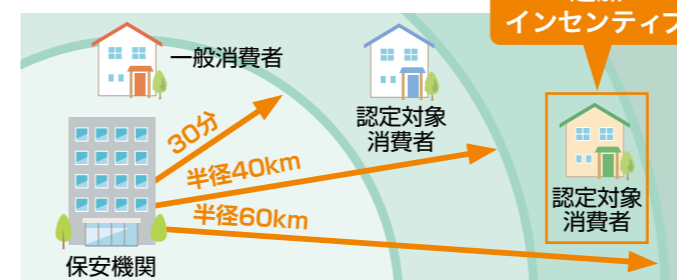 インセンティブ
一般消費者
30分
認定対象
消費者
半径40km
半径60km
認定対象
消費者
保安機関